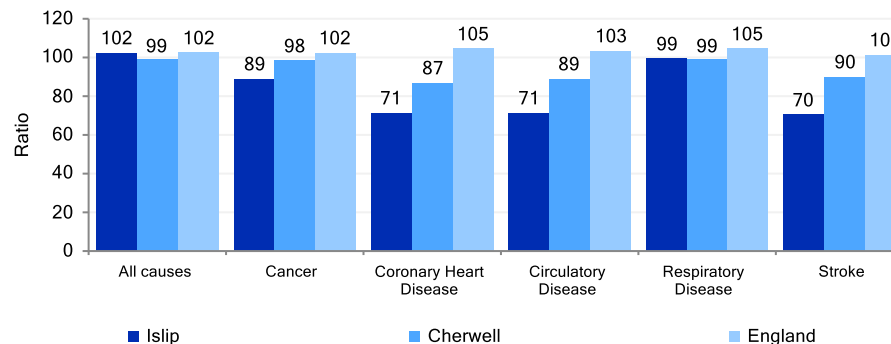 120
100
80
60
40
20
0
Ratio
102 99 102
89 98 102
71 87 105
71 89 103
99 99 105
70 90
All causes
Cancer
Coronary Heart
Disease
Circulatory
Disease
Respiratory
Disease
Stroke
Islip
Cherwell
England